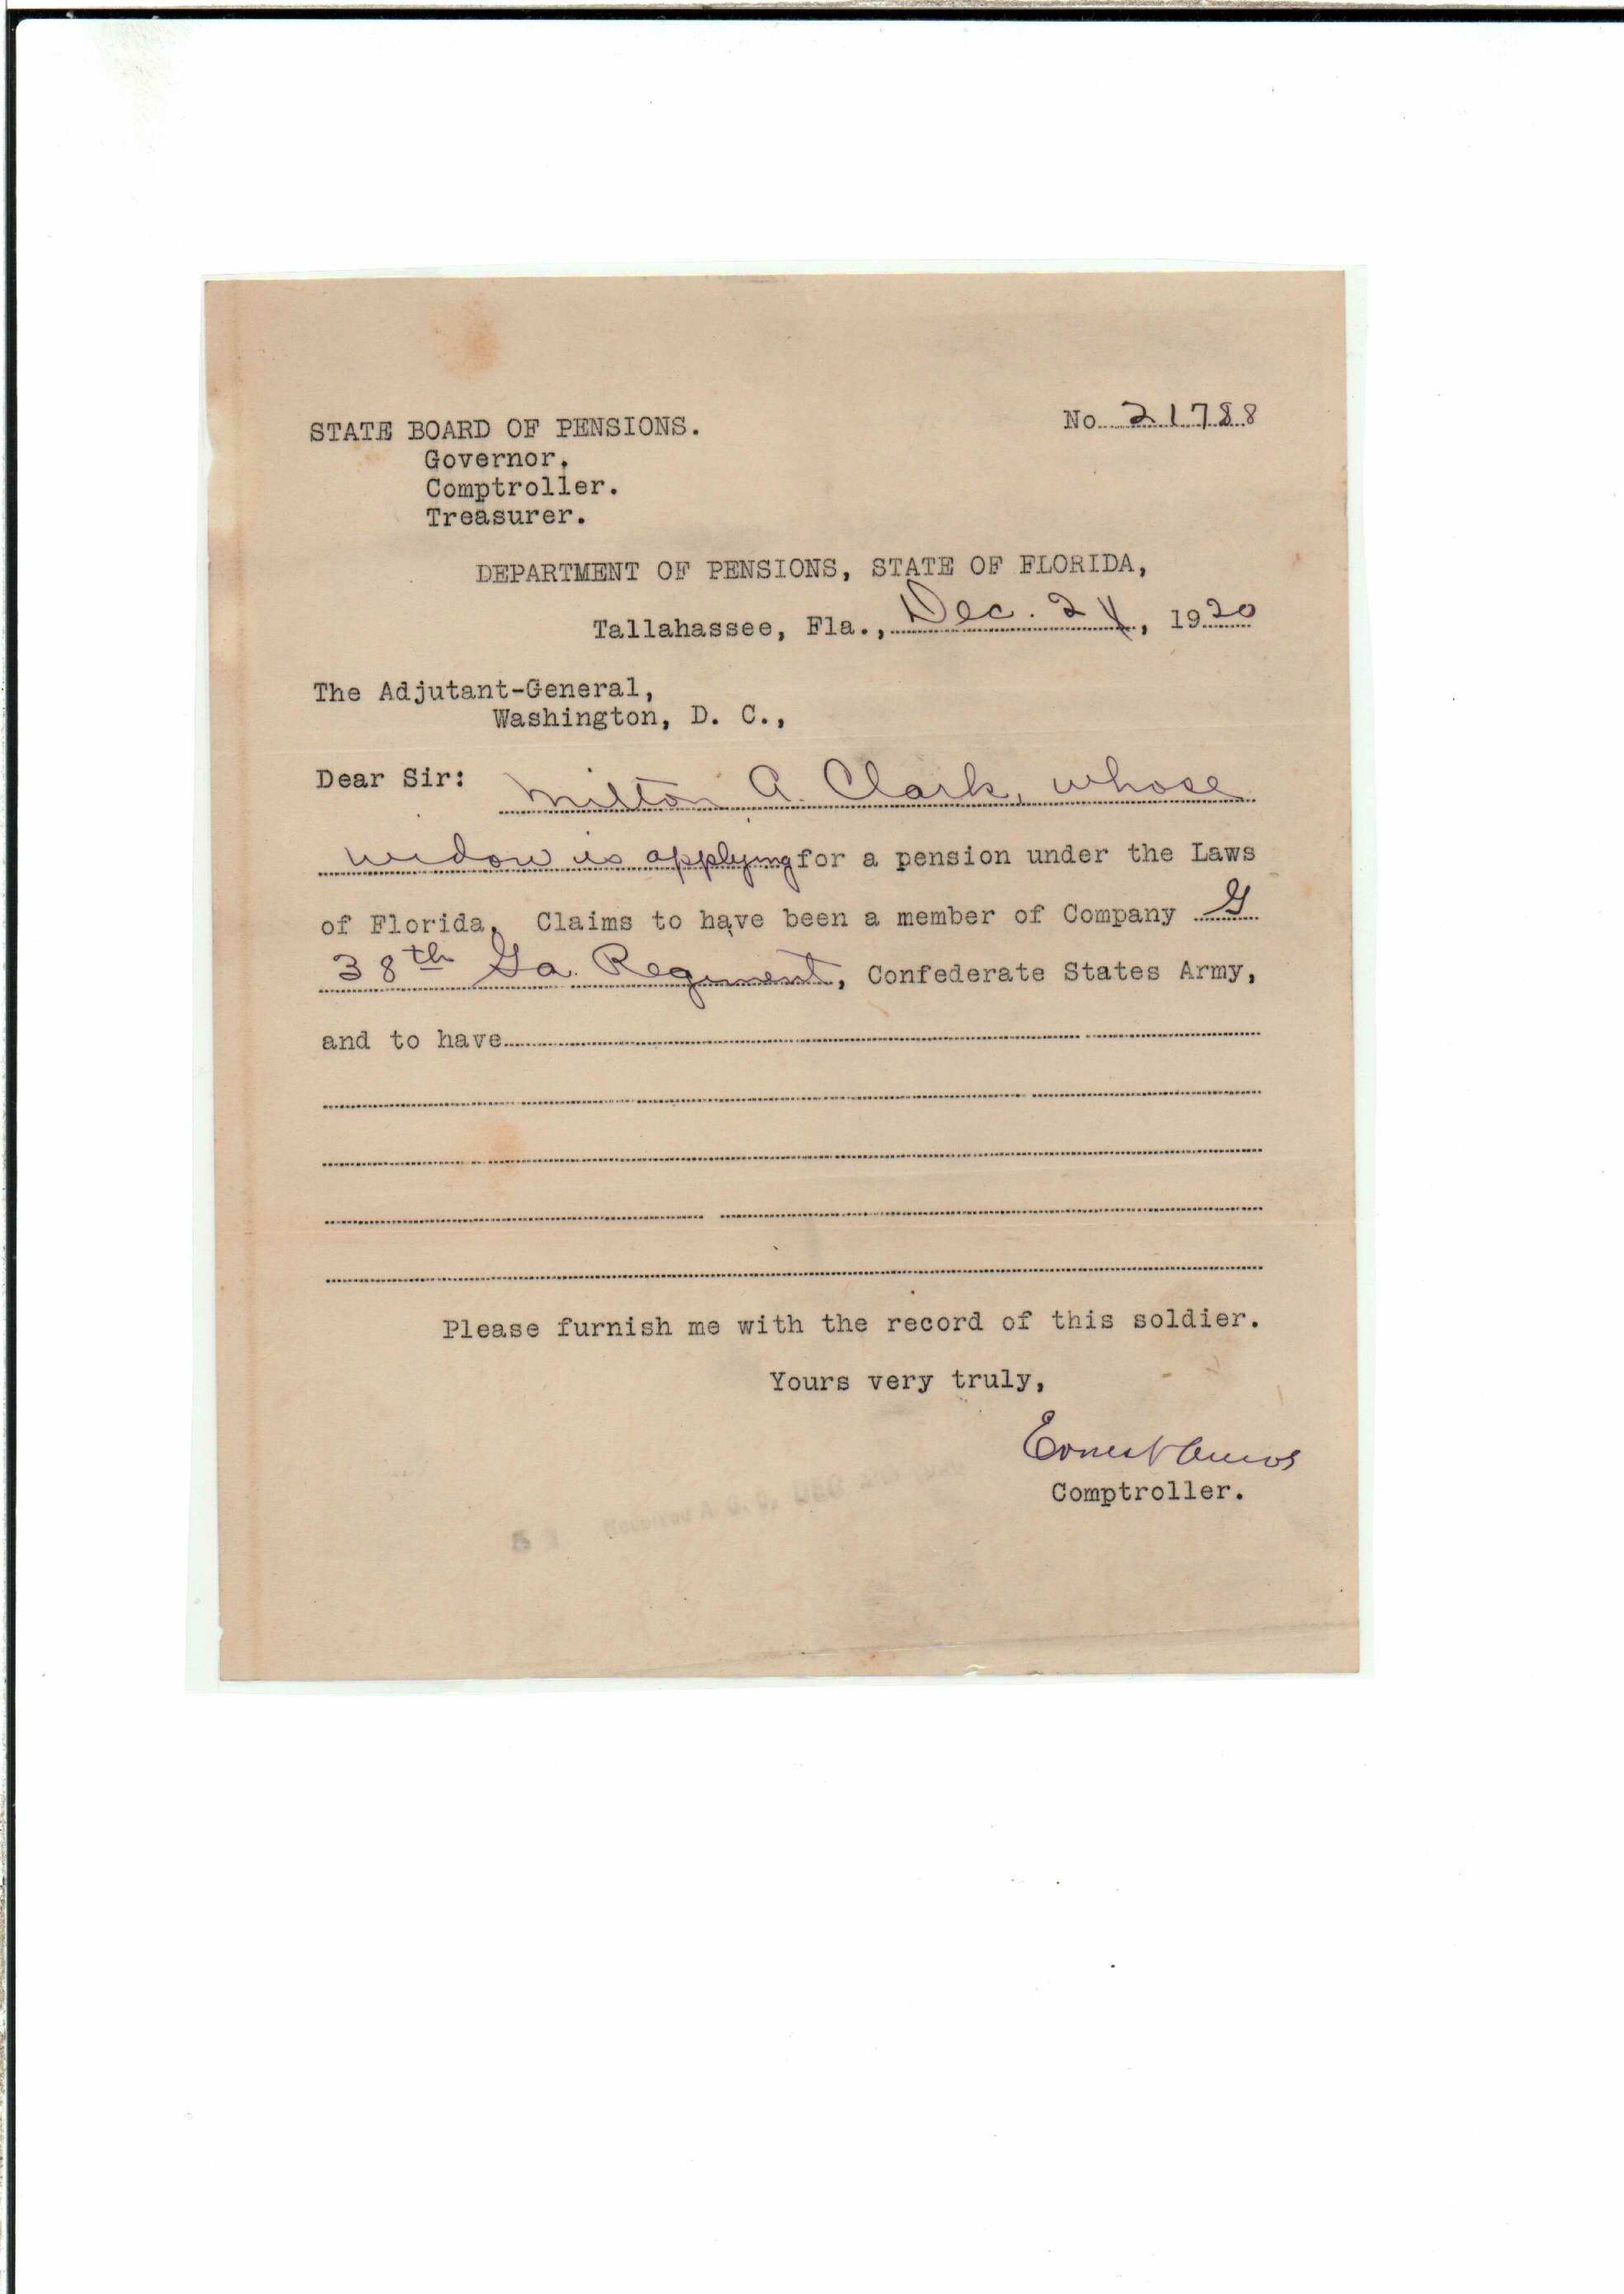 No 21788
STATE BOARD OF PENSIONS.
Governor.
Comptroller.
Treasurer.
DEPARTMENT OF PENSIONS, STATE OF FLORIDA,
Tallahassee, Fla., Dec. , 1920
The Adjutant-General,
Washington, D. C.,
Dear Sir: Milton A. Clark, whose
widow is applying for a pension under the Laws
of Florida. Claims to have been a member of Company G
38th Ga. Regiment, Confederate States Army,
and to have
Please furnish me with the record of this soldier.
Yours very truly,
Ernest Amos
Comptroller.